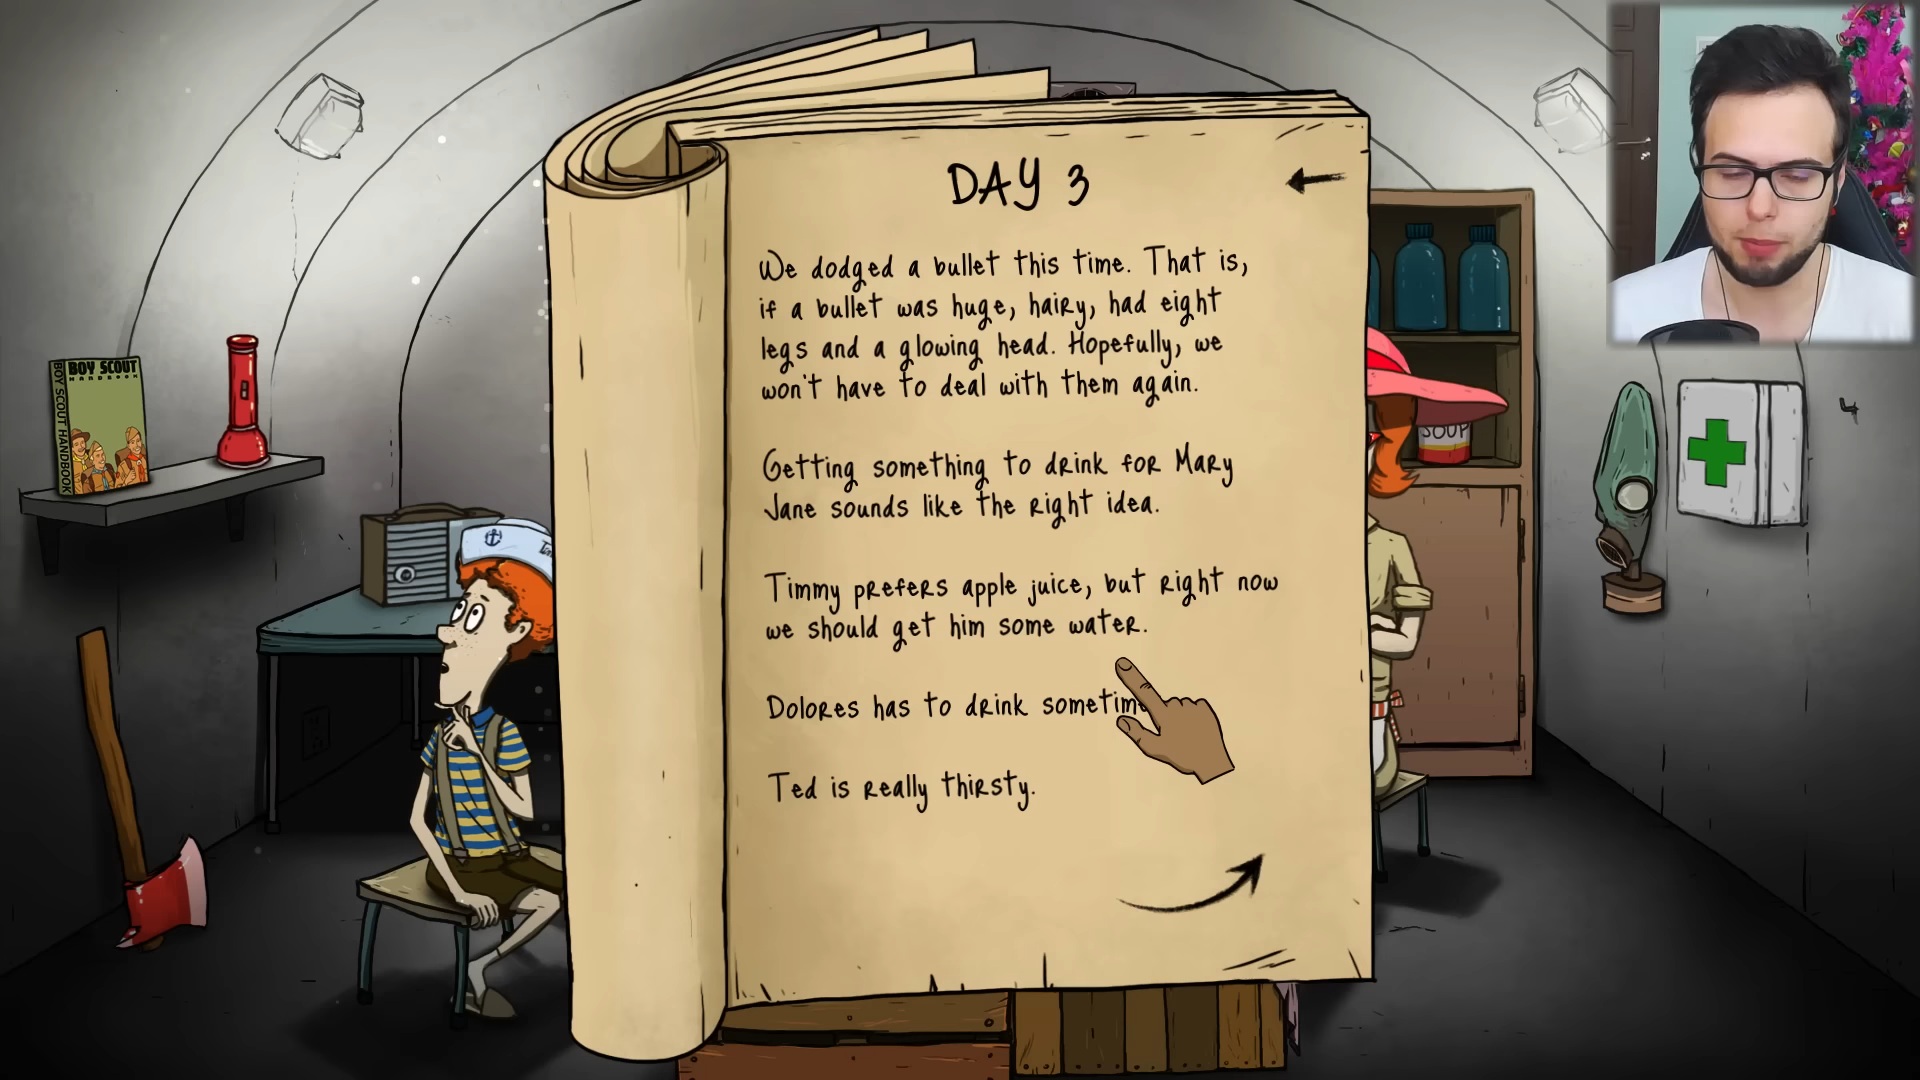 DAY 3
We dodged a bullet this time. That is,
if a bullet was huge, hairy, had eight
legs and a glowing head. Hopefully, we
won't have to deal with them again.
Getting something to drink for Mary
Jane sounds like the right idea.
Timmy prefers apple juice, but right now
we should get him some water.
Dolores has to drink
Ted is really thirsty.
BOY SCOUT
HANDBOOK
BOY SCOUT HANDBOOK
SOUP